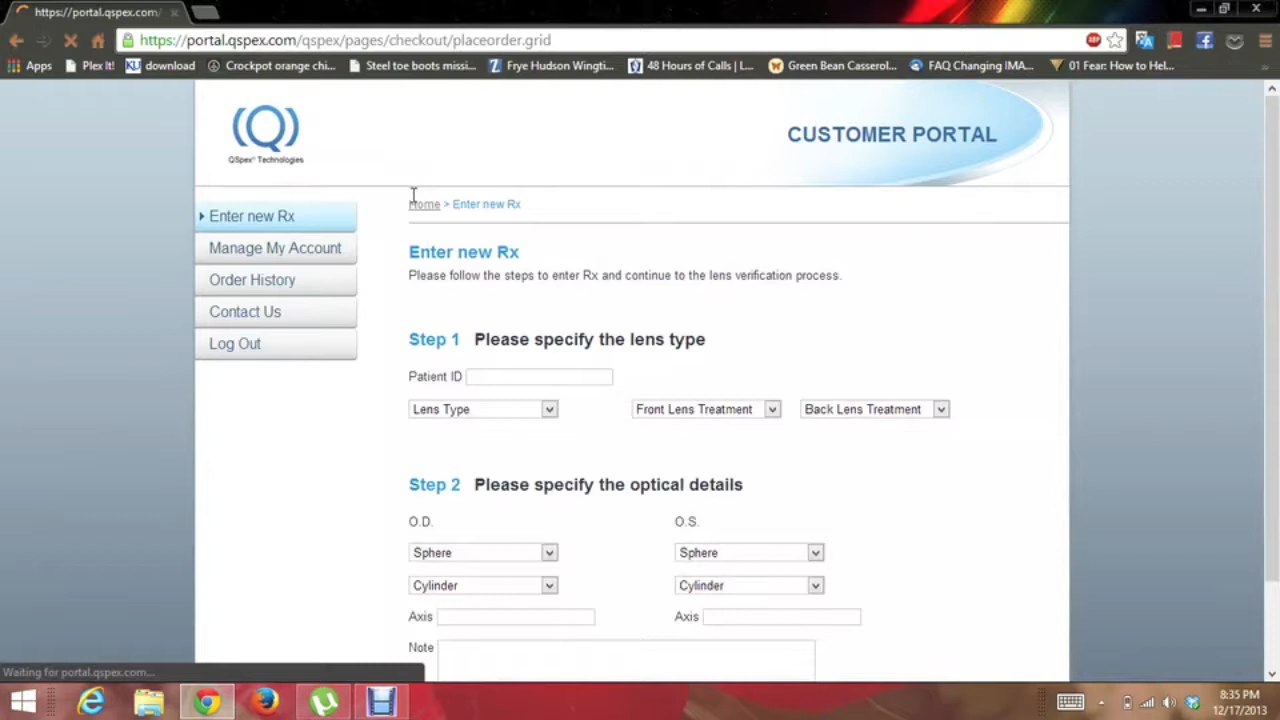 https://portal.qspex.com/
https://portal.qspex.com/qspex/pages/checkout/placeorder.grid
ABP
Apps Plex It! KU download Crockpot orange chi... Steel toe boots missi... Frye Hudson Wingti... 48 Hours of Calls | L... Green Bean Casserol... FAQ Changing IMA... 01 Fear: How to Hel...
(Q)
QSpex® Technologies
CUSTOMER PORTAL
Enter new Rx
Manage My Account
Order History
Contact Us
Log Out
Home > Enter new Rx
Enter new Rx
Please follow the steps to enter Rx and continue to the lens verification process.
Step 1 Please specify the lens type
Patient ID
Lens Type Front Lens Treatment Back Lens Treatment
Step 2 Please specify the optical details
O.D. O.S.
Sphere Sphere
Cylinder Cylinder
Axis Axis
Note
Waiting for portal.qspex.com...
8:35 PM
12/17/2013